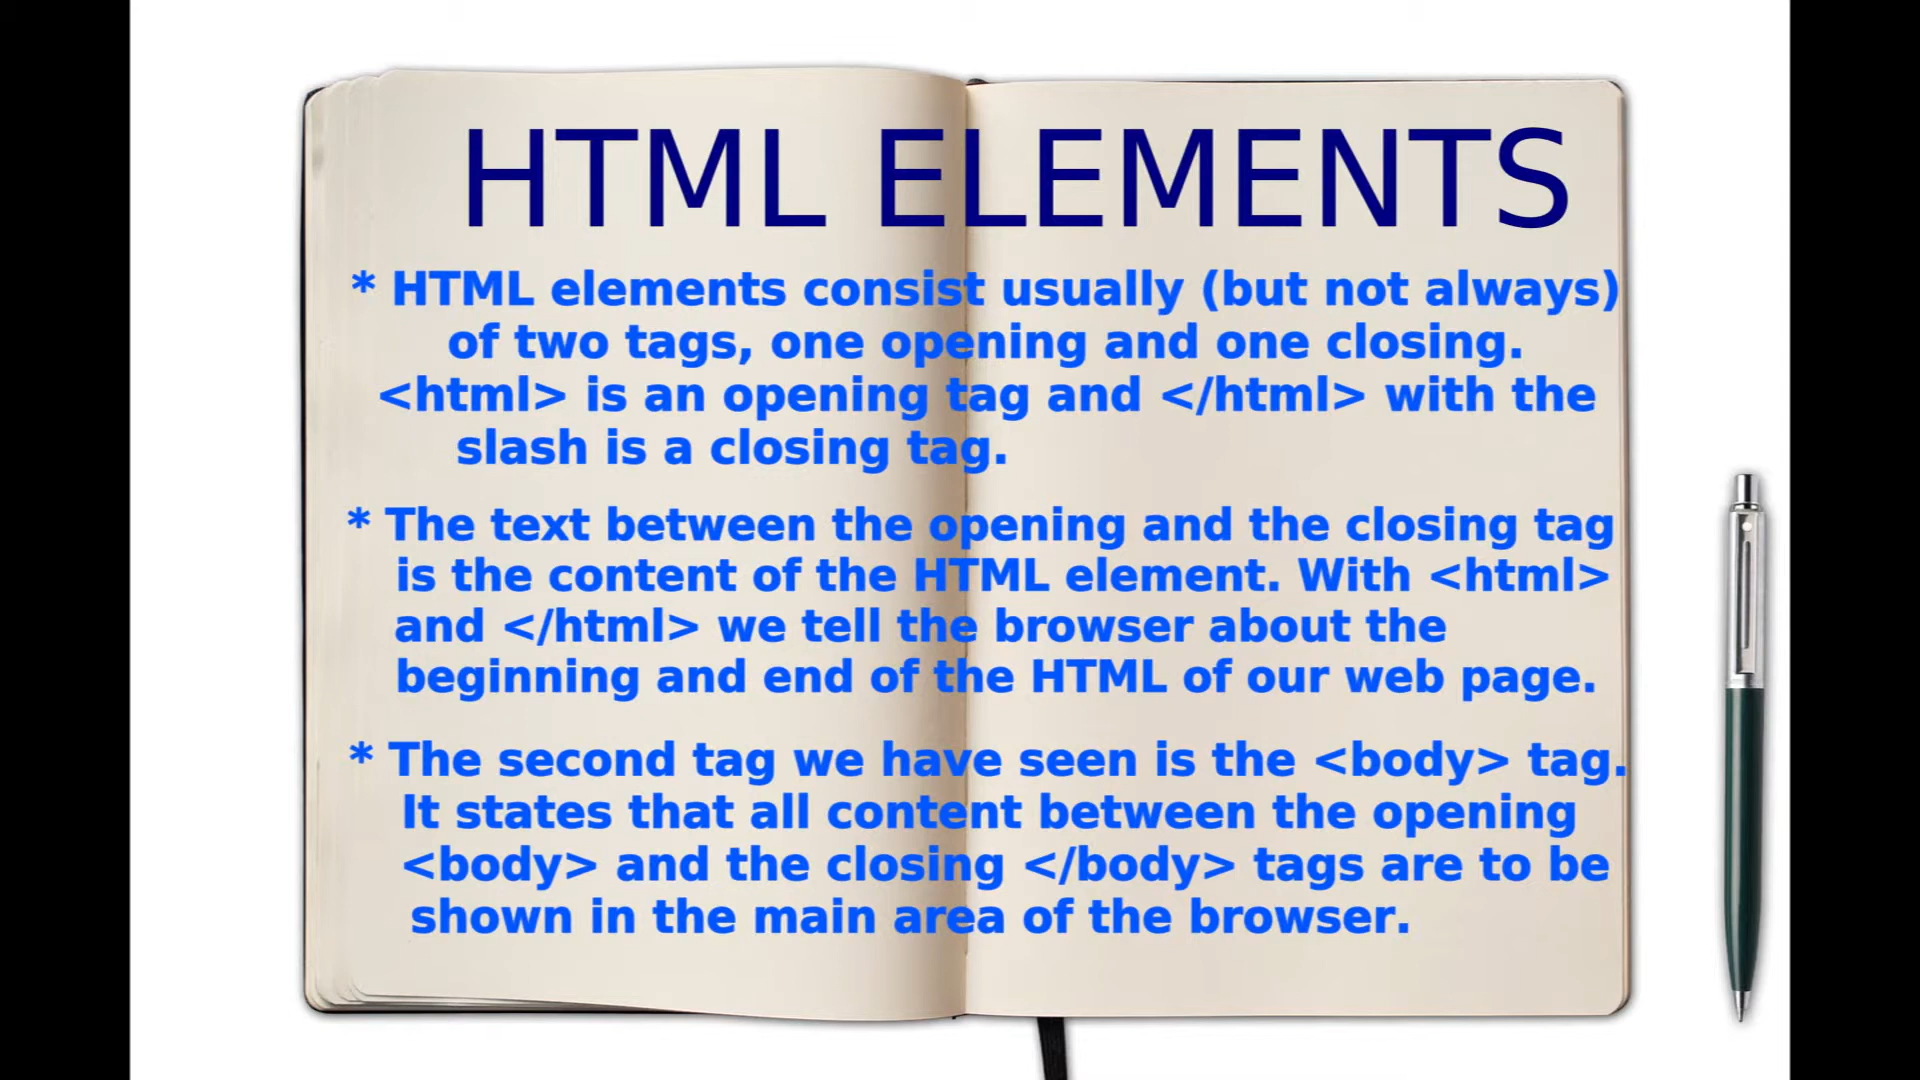 HTML ELEMENTS
* HTML elements consist usually (but not always)
of two tags, one opening and one closing.
<html> is an opening tag and </html> with the
slash is a closing tag.
* The text between the opening and the closing tag
is the content of the HTML element. With <html>
and </html> we tell the browser about the
beginning and end of the HTML of our web page.
* The second tag we have seen is the <body> tag.
It states that all content between the opening
<body> and the closing </body> tags are to be
shown in the main area of the browser.